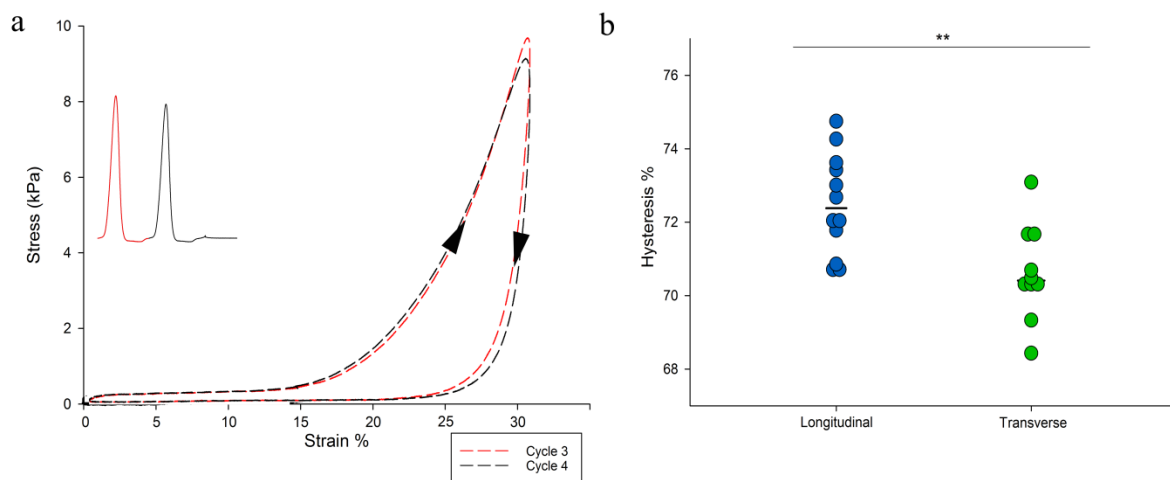 a
10
8
6
4
2
0
Stress (kPa)
0 5 10 15 20 25 30
Strain %
Cycle 3
Cycle 4
b
**
76
74
72
70
68
Hysteresis %
Longitudinal Transverse